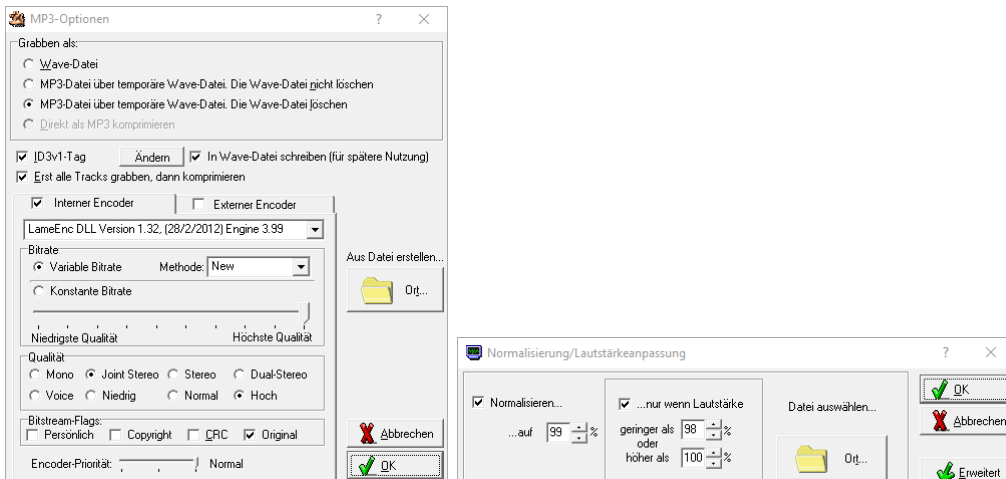 MP3-Optionen ? ×
Grabben als:
Wave-Datei
MP3-Datei über temporäre Wave-Datei. Die Wave-Datei nicht löschen
MP3-Datei über temporäre Wave-Datei. Die Wave-Datei löschen
Direkt als MP3 komprimieren
ID3v1-Tag Ändern In Wave-Datei schreiben (für spätere Nutzung)
Erst alle Tracks grabben, dann komprimieren
Interner Encoder Externer Encoder
LameEnc DLL Version 1.32, (28/2/2012) Engine 3.99
Bitrate
Variable Bitrate Methode: New
Konstante Bitrate
Niedrigste Qualität Höchste Qualität
Aus Datei erstellen...
Ort...
Qualität
Mono Joint Stereo Stereo Dual-Stereo
Voice Niedrig Normal Hoch
Bitstream-Flags:
Persönlich Copyright CRC Original
Encoder-Priorität: Normal
Abbrechen
OK
Normalisierung/Lautstärkeanpassung ? ×
Normalisieren...
...auf 99 %
...nur wenn Lautstärke
geringer als 98 %
oder
höher als 100 %
Datei auswählen...
Ort...
OK
Abbrechen
Erweitert